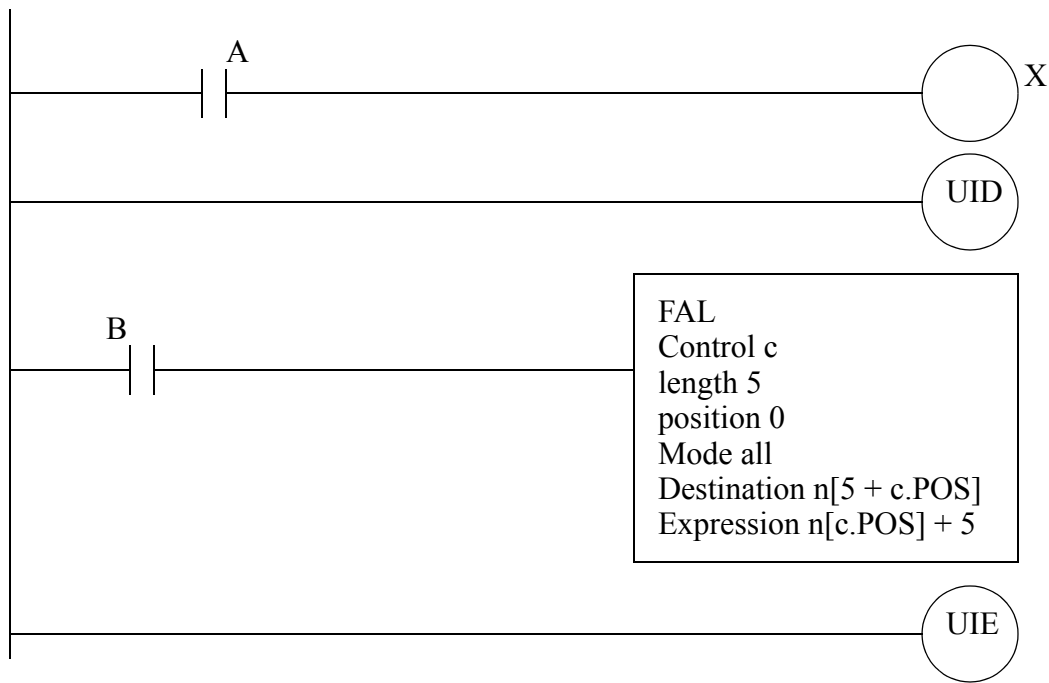 A
X
UID
B
FAL
Control c
length 5
position 0
Mode all
Destination n[5 + c.POS]
Expression n[c.POS] + 5
UIE